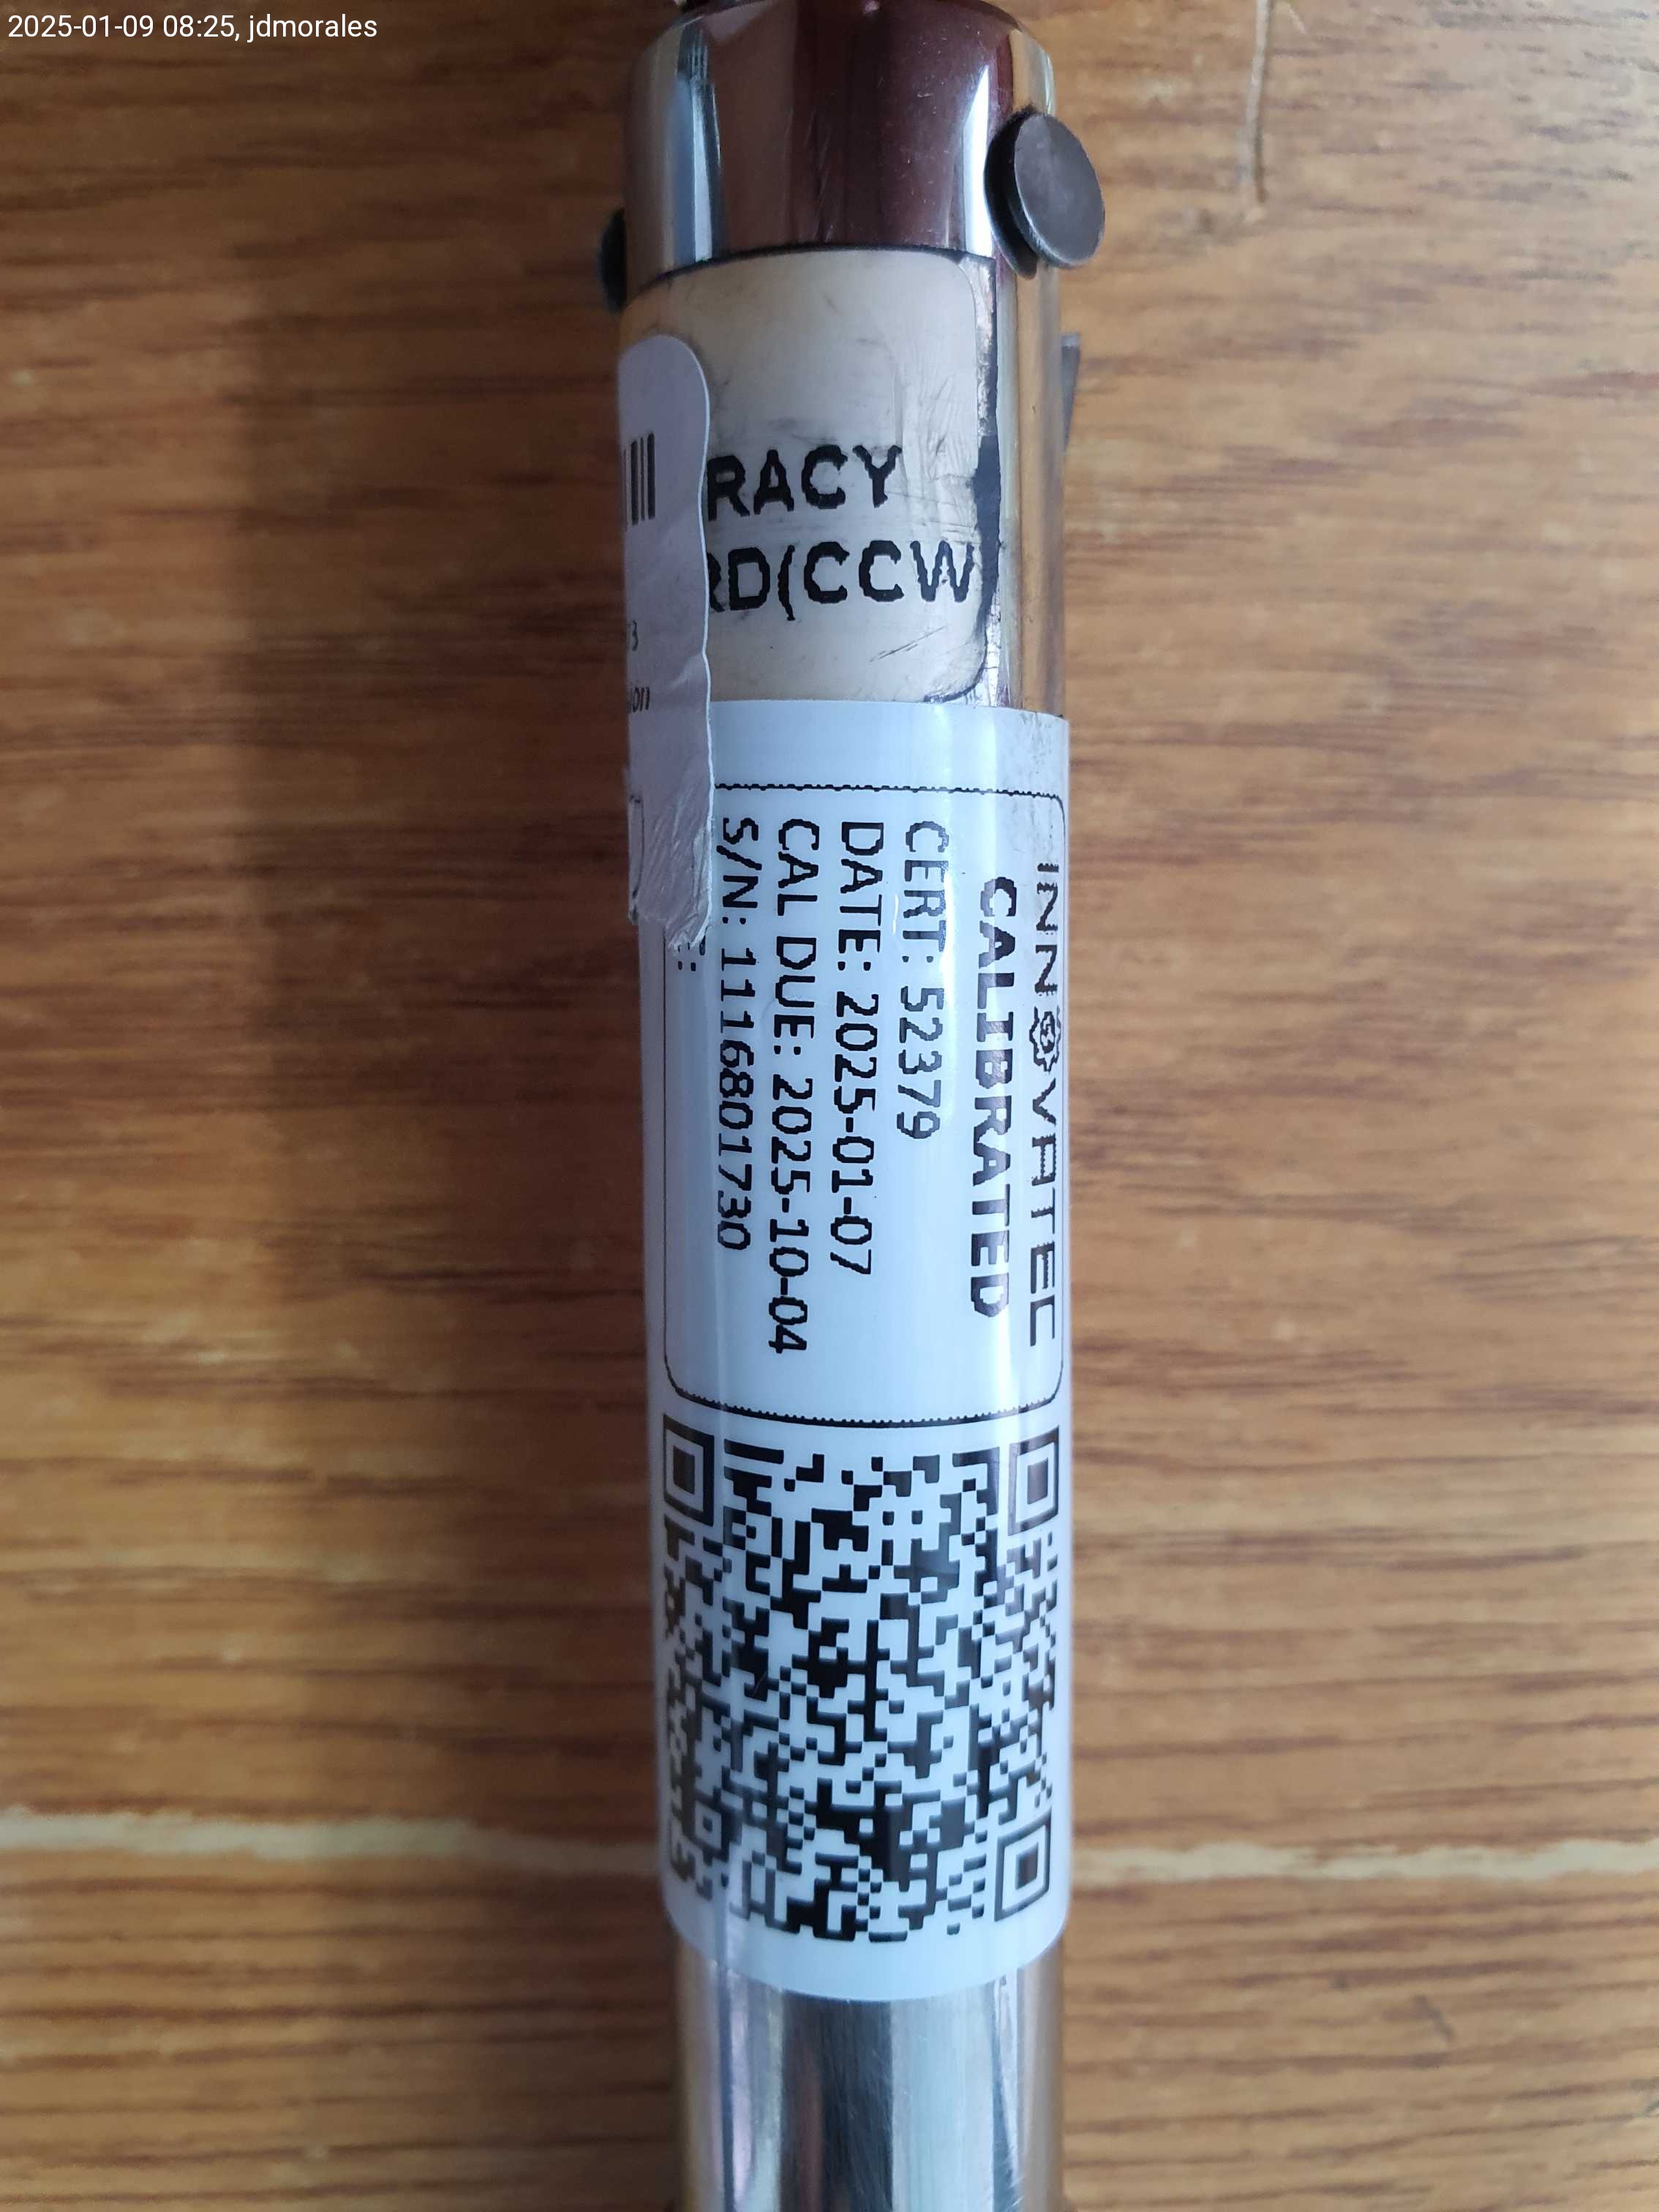 2025-01-09 08:25, jdmorales
RACY
RD(CCW)
INNOVATEC
CALIBRATED
CERT: 52379
DATE: 2025-01-07
CAL DUE: 2025-10-04
S/N: 1116801730